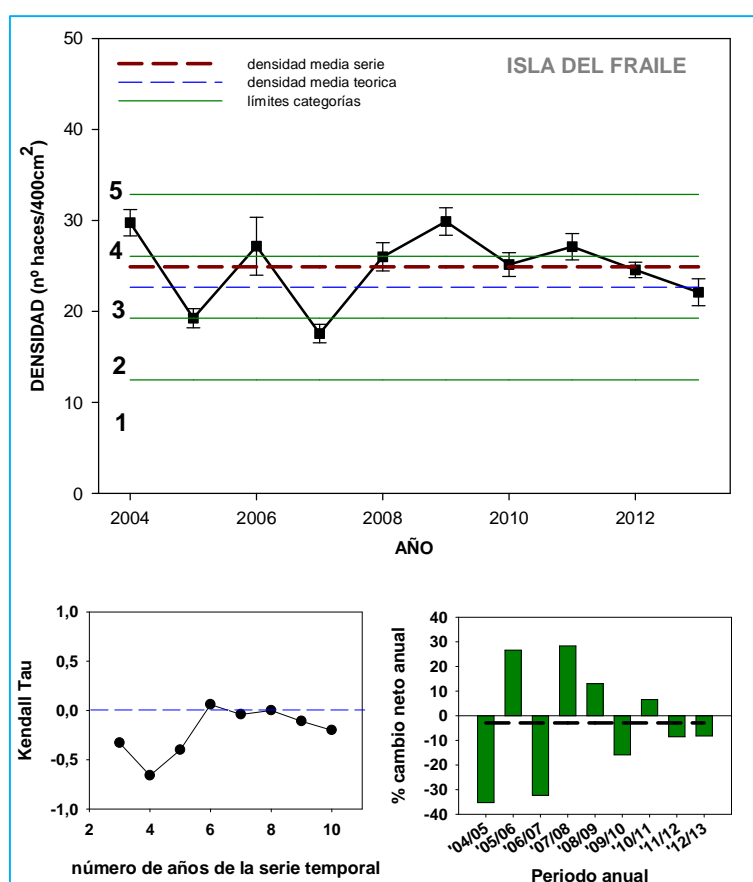 ISLA DEL FRAILE
densidad media serie
densidad media teorica
límites categorías
DENSIDAD (nº haces/400cm²)
50
40
30
20
10
0
5
4
3
2
1
2004 2006 2008 2010 2012
AÑO
Kendall Tau
1,0
0,5
0,0
-0,5
-1,0
2 4 6 8 10
número de años de la serie temporal
% cambio neto anual
40
30
20
10
0
-10
-20
-30
-40
'04/05 '05/06 '06/07 '07/08 '08/09 '09/10 '10/11 '11/12 '12/13
Periodo anual